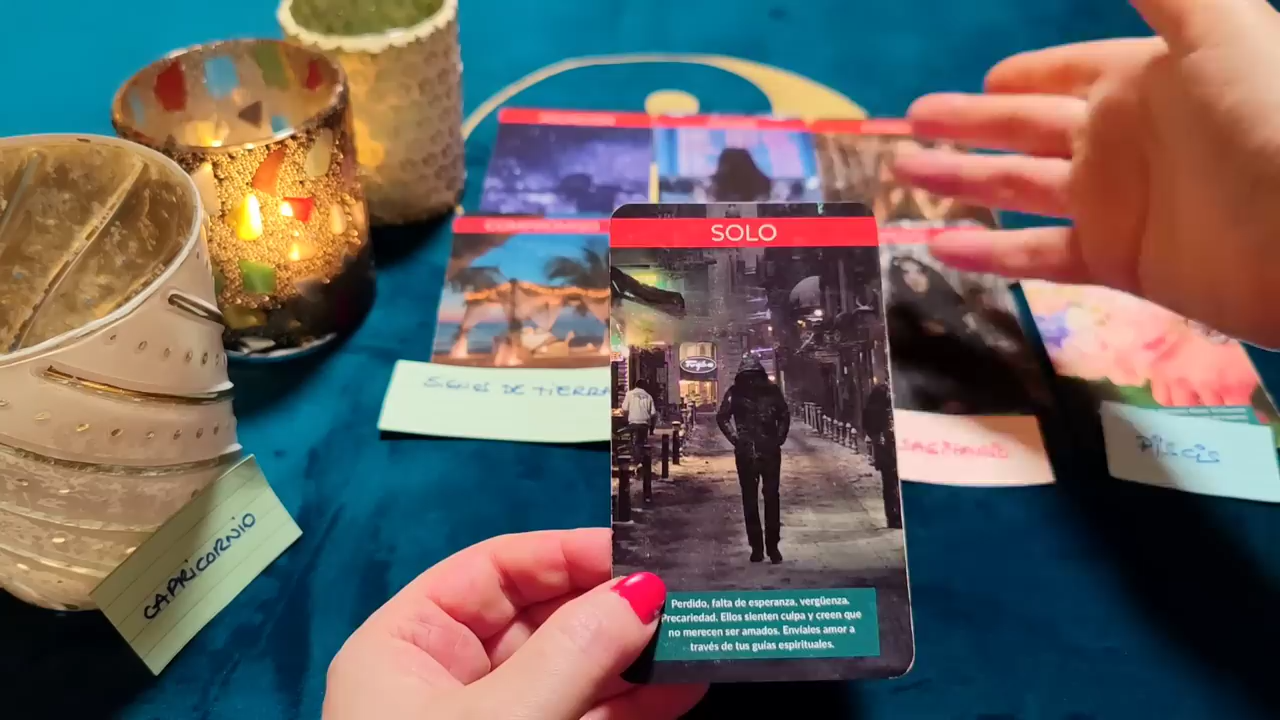 SOLO
SIGNOS DE TIERRA
PISCIS
CAPRICORNIO
Perdido, falta de esperanza, vergüenza.
Precariedad. Ellos sienten culpa y creen que
no merecen ser amados. Envíales amor a
través de tus guías espirituales.